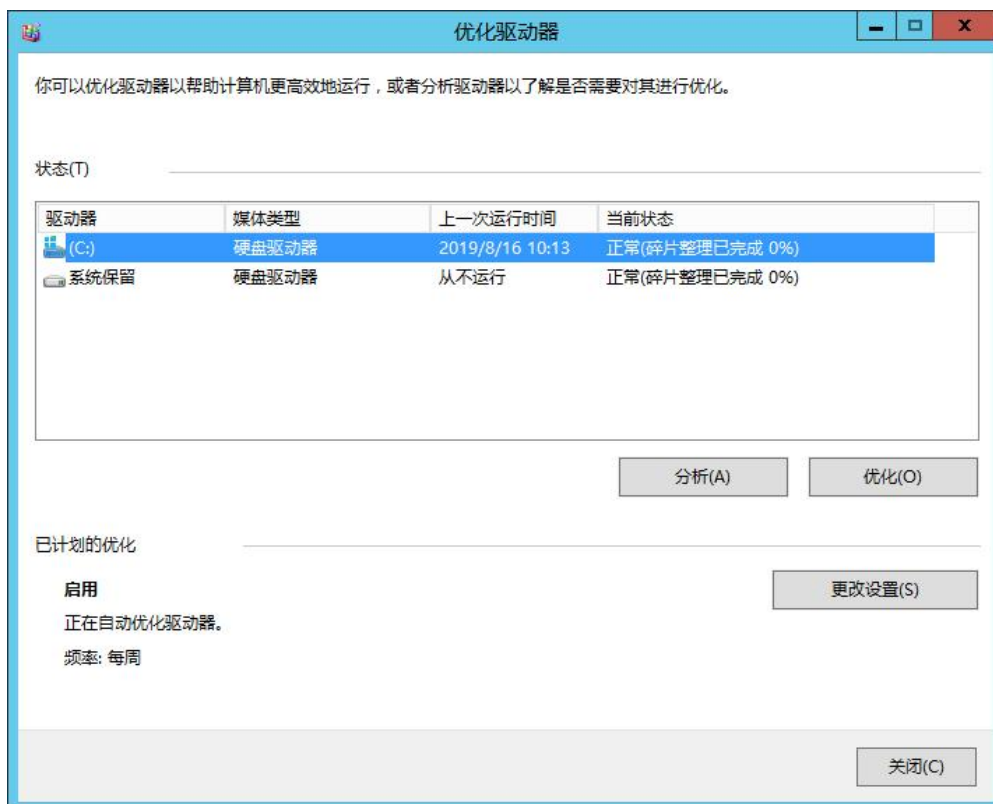 优化驱动器
你可以优化驱动器以帮助计算机更高效地运行，或者分析驱动器以了解是否需要对其进行优化。
状态(T)
驱动器 媒体类型 上一次运行时间 当前状态
(C:) 硬盘驱动器 2019/8/16 10:13 正常(碎片整理已完成 0%)
系统保留 硬盘驱动器 从不运行 正常(碎片整理已完成 0%)
分析(A) 优化(O)
已计划的优化
启用 更改设置(S)
正在自动优化驱动器。
频率: 每周
关闭(C)